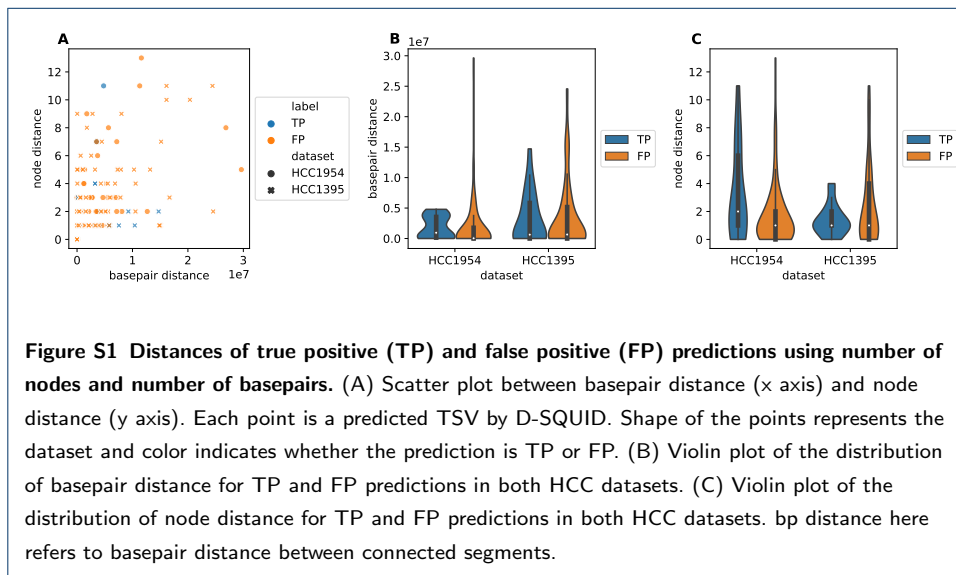 A
node distance
12
10
8
6
4
2
0
0
1
2
3
1e7
basepair distance
label
TP
FP
dataset
HCC1954
HCC1395
B
1e7
basepair distance
3.0
2.5
2.0
1.5
1.0
0.5
0.0
HCC1954
HCC1395
dataset
TP
FP
C
node distance
12
10
8
6
4
2
0
HCC1954
HCC1395
dataset
TP
FP
Figure S1 Distances of true positive (TP) and false positive (FP) predictions using number of
nodes and number of basepairs. (A) Scatter plot between basepair distance (x axis) and node
distance (y axis). Each point is a predicted TSV by D-SQUID. Shape of the points represents the
dataset and color indicates whether the prediction is TP or FP. (B) Violin plot of the distribution
of basepair distance for TP and FP predictions in both HCC datasets. (C) Violin plot of the
distribution of node distance for TP and FP predictions in both HCC datasets. bp distance here
refers to basepair distance between connected segments.